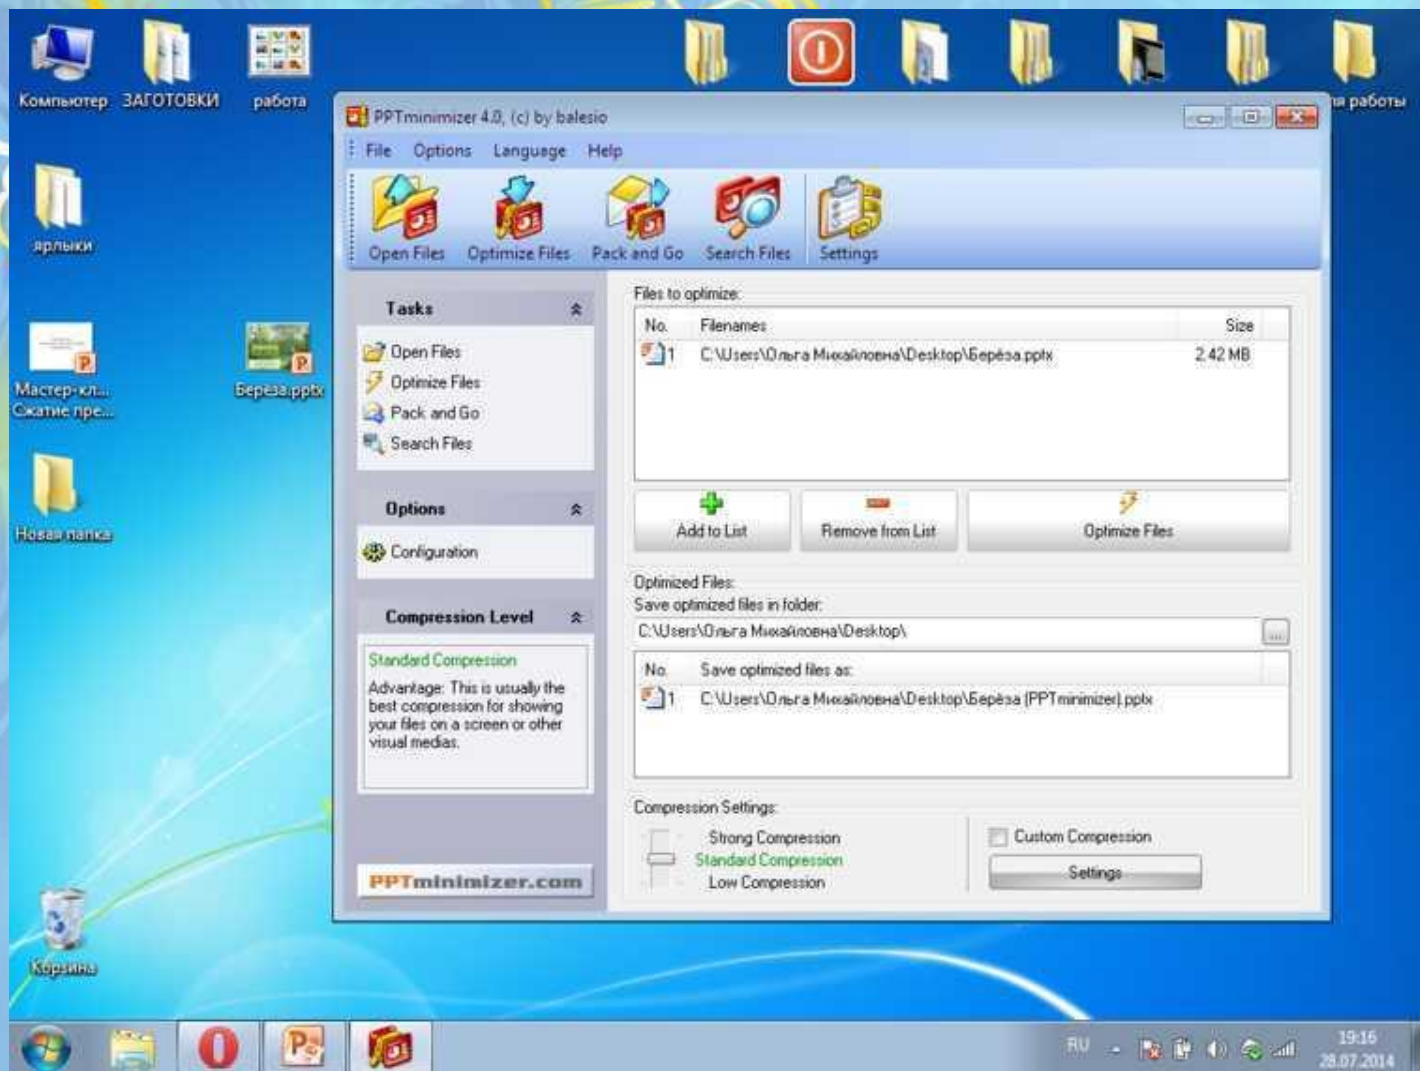 Компьютер
ЗАГОТОВКИ
работа
ля работы
ярлыки
Мастер-кл...
Сжатие пре...
Берёза.pptx
Новая папка
Корзина
PPTminimizer 4.0, (c) by balesio
File Options Language Help
Open Files Optimize Files Pack and Go Search Files Settings
Tasks
Open Files
Optimize Files
Pack and Go
Search Files
Options
Configuration
Compression Level
Standard Compression
Advantage: This is usually the
best compression for showing
your files on a screen or other
visual medias.
PPTminimizer.com
Files to optimize:
No. Filenames Size
1 C:\Users\Ольга Михайловна\Desktop\Берёза.pptx 2.42 MB
Add to List Remove from List Optimize Files
Optimized Files:
Save optimized files in folder:
C:\Users\Ольга Михайловна\Desktop\
...
No. Save optimized files as:
1 C:\Users\Ольга Михайловна\Desktop\Берёза (PPTminimizer).pptx
Compression Settings:
Strong Compression
Standard Compression
Low Compression
Custom Compression
Settings
RU
19:16
28.07.2014